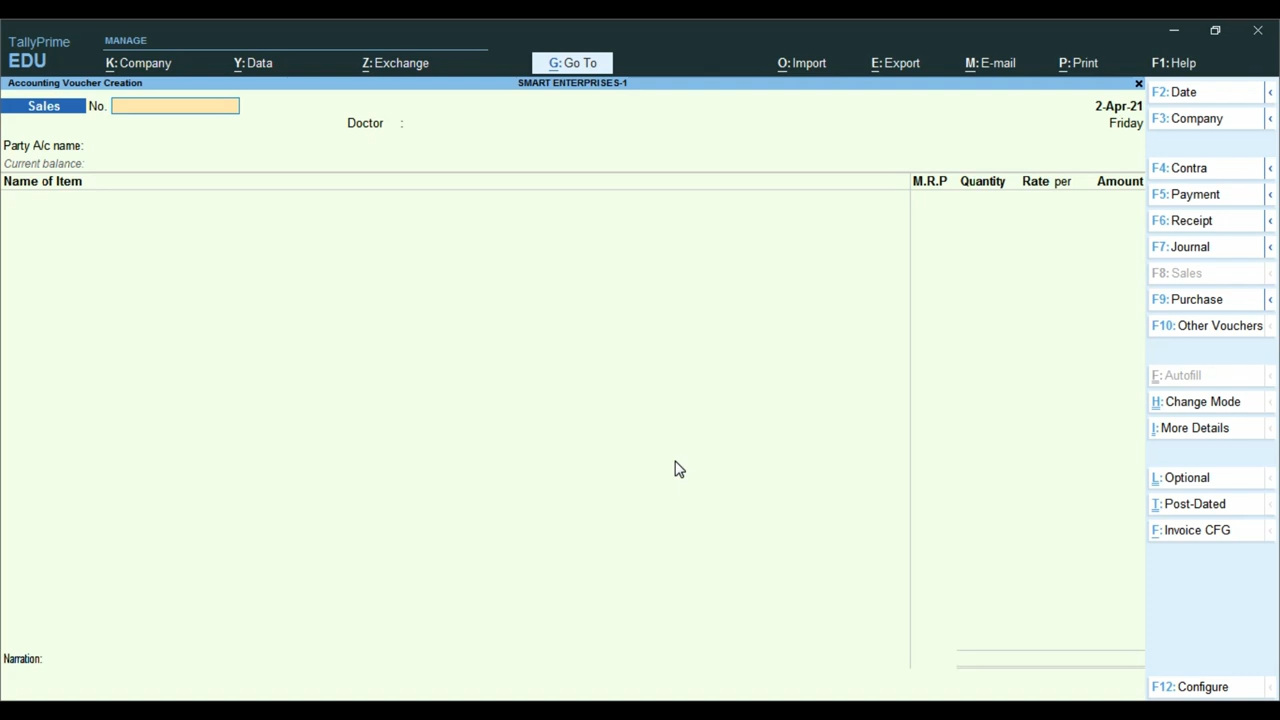 TallyPrime
EDU
MANAGE
K: Company
Y: Data
Z: Exchange
G: Go To
O: Import
E: Export
M: E-mail
P: Print
F1: Help
Accounting Voucher Creation
SMART ENTERPRISES-1
Sales No.
2-Apr-21
Friday
Doctor :
Party A/c name:
Current balance:
Name of Item M.R.P Quantity Rate per Amount
Narration:
F2: Date
F3: Company
F4: Contra
F5: Payment
F6: Receipt
F7: Journal
F8: Sales
F9: Purchase
F10: Other Vouchers
E: Autofill
H: Change Mode
I: More Details
L: Optional
T: Post-Dated
F: Invoice CFG
F12: Configure